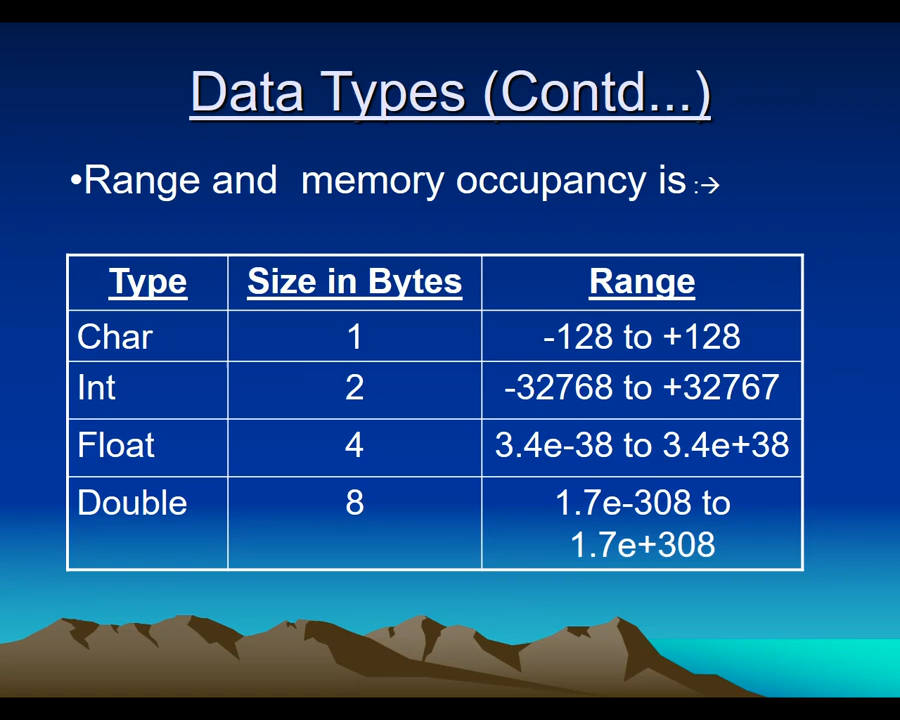 Data Types (Contd...)
•Range and memory occupancy is :→
Type Size in Bytes Range
Char 1 -128 to +128
Int 2 -32768 to +32767
Float 4 3.4e-38 to 3.4e+38
Double 8 1.7e-308 to
1.7e+308